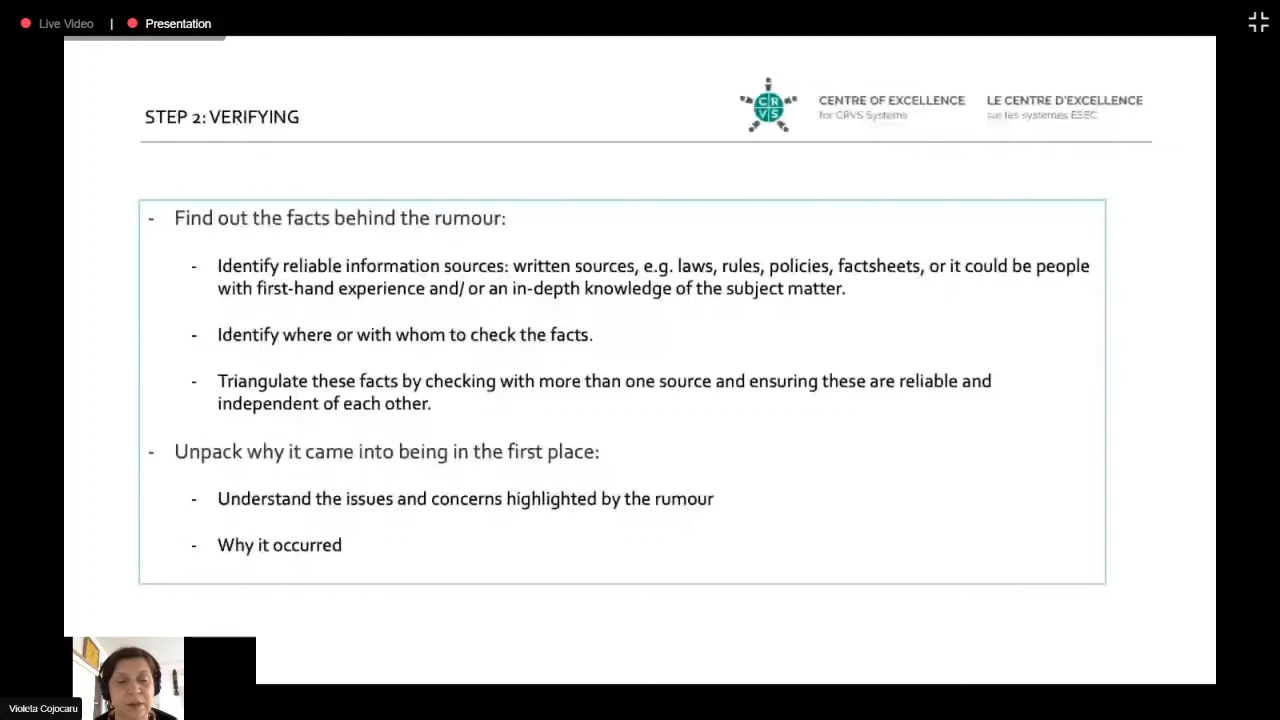 Live Video | Presentation
STEP 2: VERIFYING
CRVS
CENTRE OF EXCELLENCE
for CRVS Systems
LE CENTRE D'EXCELLENCE
sur les systèmes ESEC
- Find out the facts behind the rumour:
- Identify reliable information sources: written sources, e.g. laws, rules, policies, factsheets, or it could be people
with first-hand experience and/ or an in-depth knowledge of the subject matter.
- Identify where or with whom to check the facts.
- Triangulate these facts by checking with more than one source and ensuring these are reliable and
independent of each other.
- Unpack why it came into being in the first place:
- Understand the issues and concerns highlighted by the rumour
- Why it occurred
Violeta Cojocaru